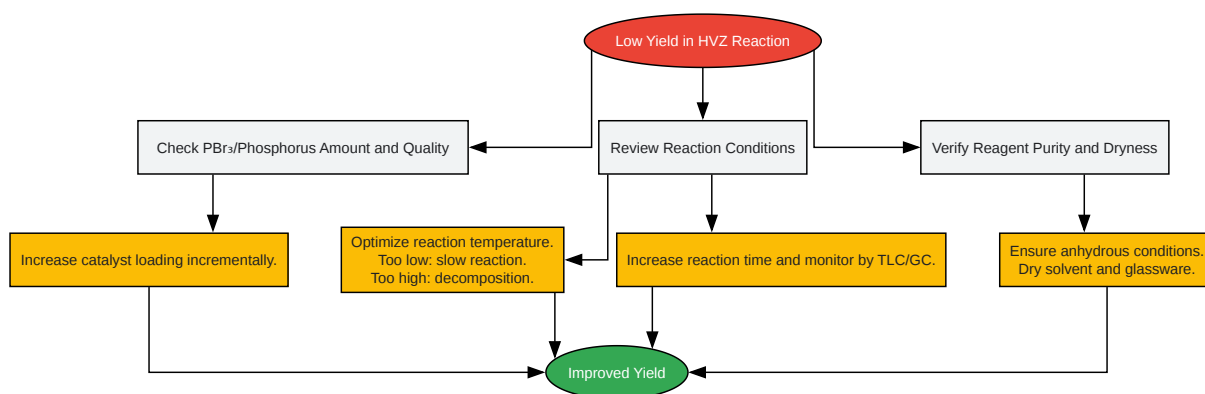 Low Yield in HVZ Reaction
Check PBr₃/Phosphorus Amount and Quality
Review Reaction Conditions
Verify Reagent Purity and Dryness
Increase catalyst loading incrementally.
Optimize reaction temperature.
Too low: slow reaction.
Too high: decomposition.
Increase reaction time and monitor by TLC/GC.
Ensure anhydrous conditions.
Dry solvent and glassware.
Improved Yield